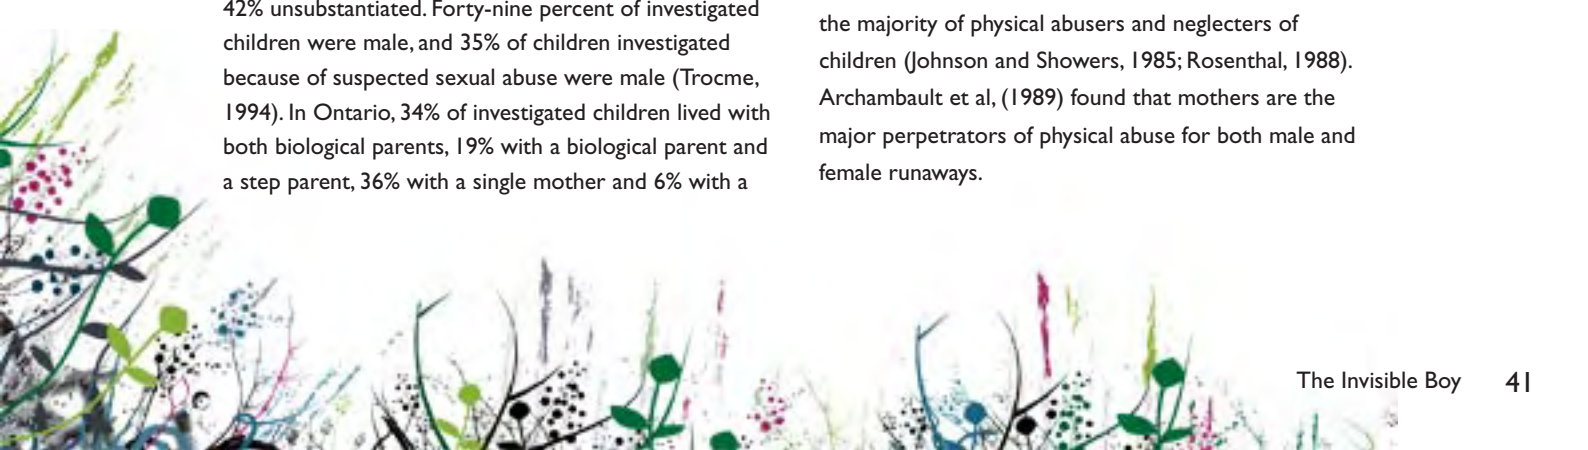 42% unsubstantiated. Forty-nine percent of investigated
children were male, and 35% of children investigated
because of suspected sexual abuse were male (Trocme,
1994). In Ontario, 34% of investigated children lived with
both biological parents, 19% with a biological parent and
a step parent, 36% with a single mother and 6% with a
the majority of physical abusers and neglecters of
children (Johnson and Showers, 1985; Rosenthal, 1988).
Archambault et al, (1989) found that mothers are the
major perpetrators of physical abuse for both male and
female runaways.
The Invisible Boy 41